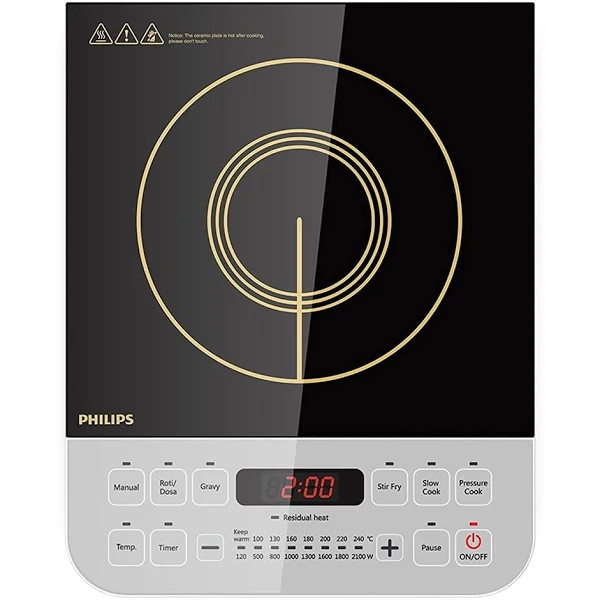 Notice: The ceramic plate is hot after cooking,
please don't touch.
PHILIPS
Manual
Roti/
Dosa
Gravy
2:00
Stir Fry
Slow
Cook
Pressure
Cook
Residual heat
Temp.
Timer
Keep
warm 100 130 160 180 200 220 240 °C
120 500 800 1000 1300 1600 1800 2100 W
Pause
ON/OFF